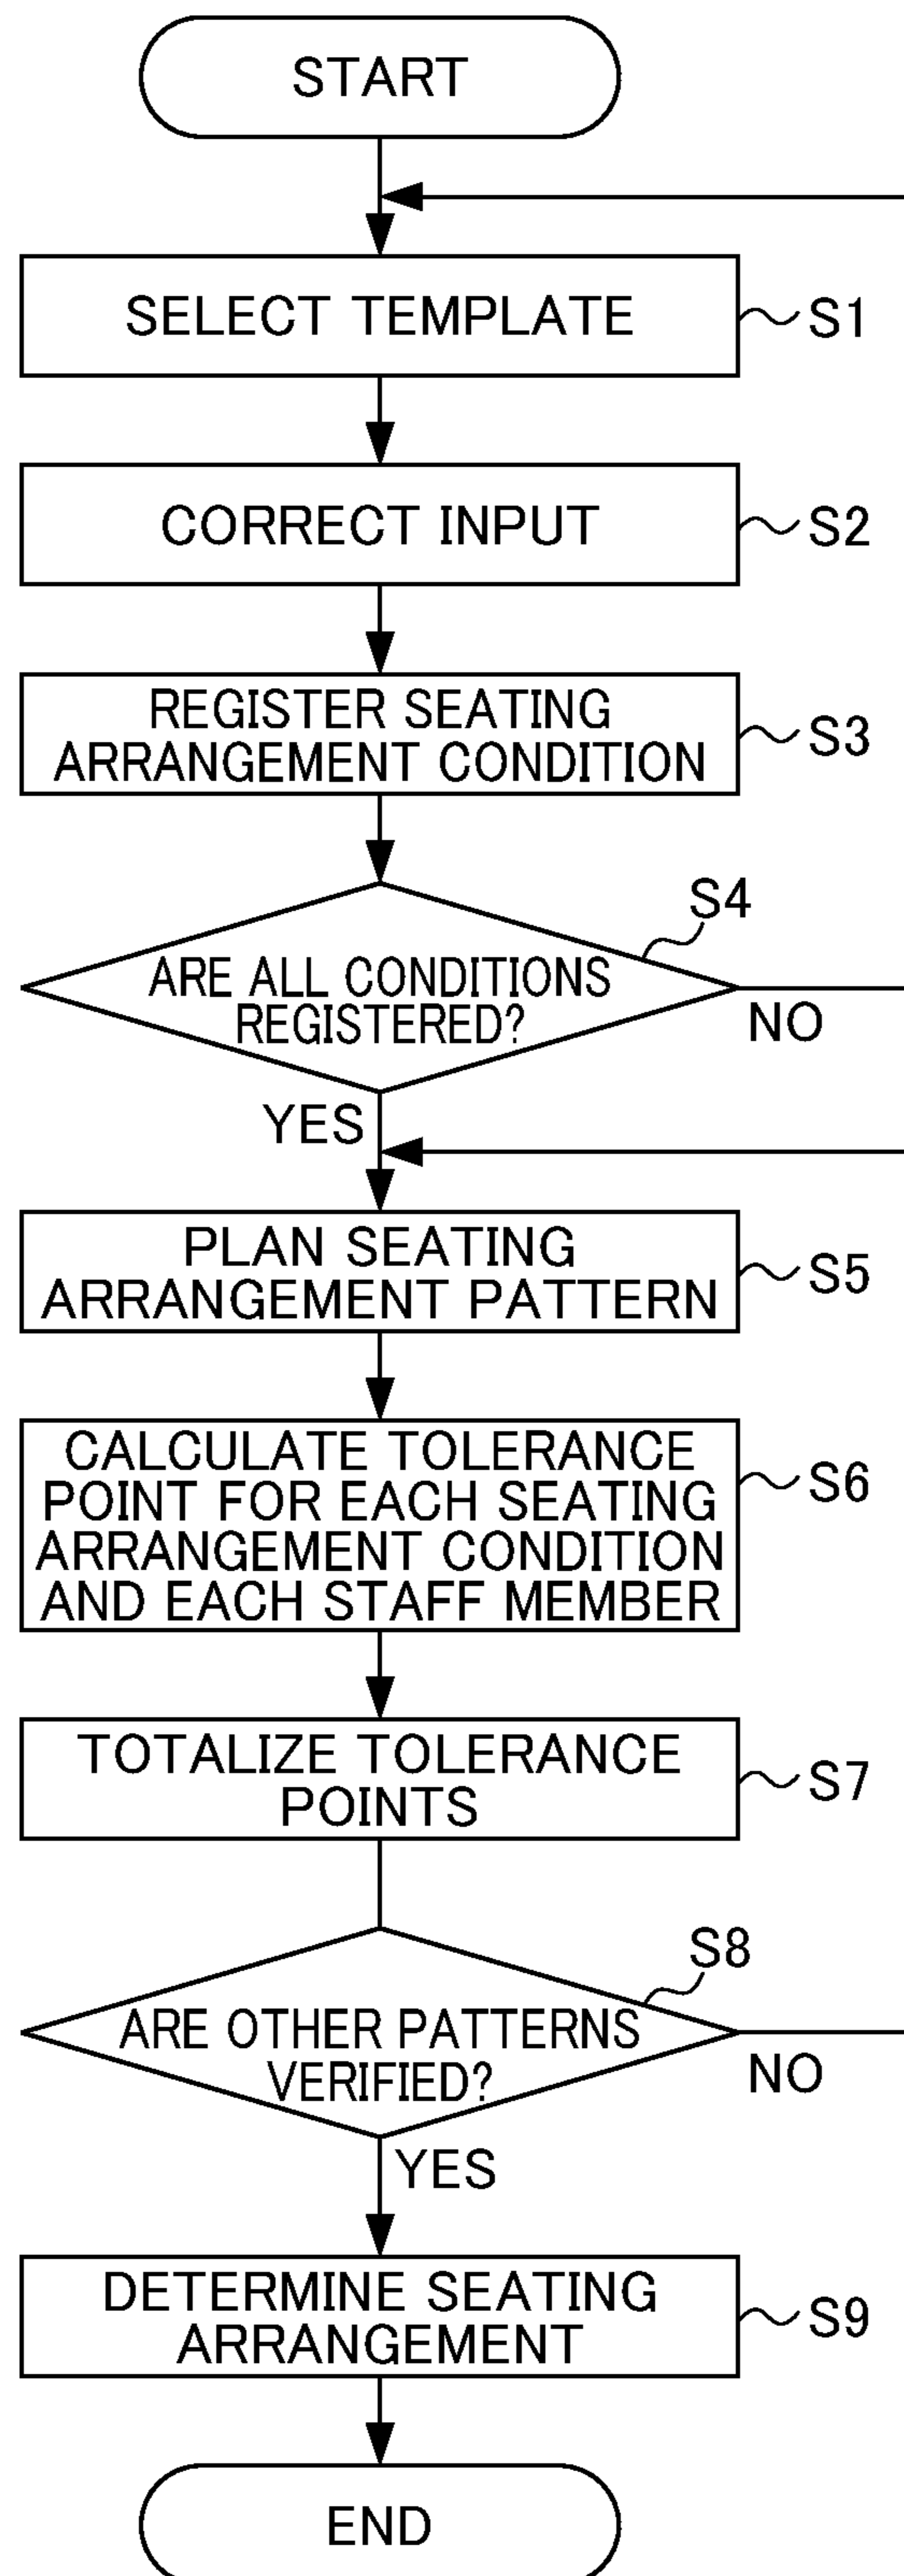 START
SELECT TEMPLATE
S1
CORRECT INPUT
S2
REGISTER SEATING
ARRANGEMENT CONDITION
S3
S4
ARE ALL CONDITIONS
REGISTERED?
NO
YES
PLAN SEATING
ARRANGEMENT PATTERN
S5
CALCULATE TOLERANCE
POINT FOR EACH SEATING
ARRANGEMENT CONDITION
AND EACH STAFF MEMBER
S6
TOTALIZE TOLERANCE
POINTS
S7
S8
ARE OTHER PATTERNS
VERIFIED?
NO
YES
DETERMINE SEATING
ARRANGEMENT
S9
END